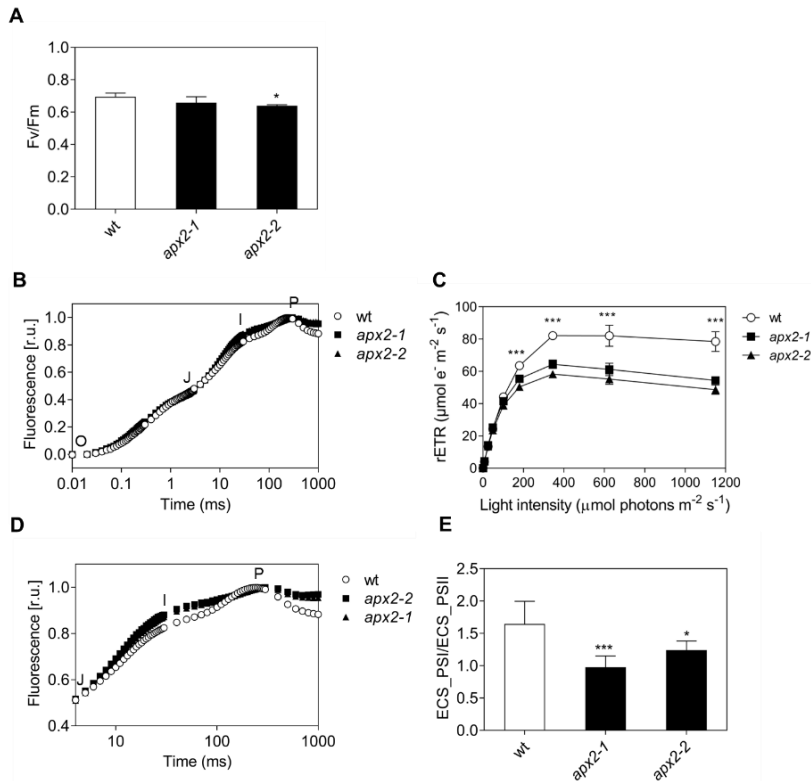 A
Fv/Fm
1.0
0.8
0.6
0.4
0.2
0.0
*
wt
apx2-1
apx2-2
B
Fluorescence [r.u.]
1.0
0.8
0.6
0.4
0.2
0.0
O
J
I
P
0.01
0.1
1
10
100
1000
Time (ms)
wt
apx2-1
apx2-2
C
rETR
(µmol e⁻ m⁻² s⁻¹)
100
80
60
40
20
0
***
***
***
***
0
200
400
600
800
1000
1200
Light intensity (µmol photons m⁻² s⁻¹)
wt
apx2-1
apx2-2
D
Fluorescence [r.u.]
1.0
0.8
0.6
0.4
J
I
P
10
100
1000
Time (ms)
wt
apx2-2
apx2-1
E
ECS_PSI/ECS_PSII
2.5
2.0
1.5
1.0
0.5
0.0
***
*
wt
apx2-1
apx2-2